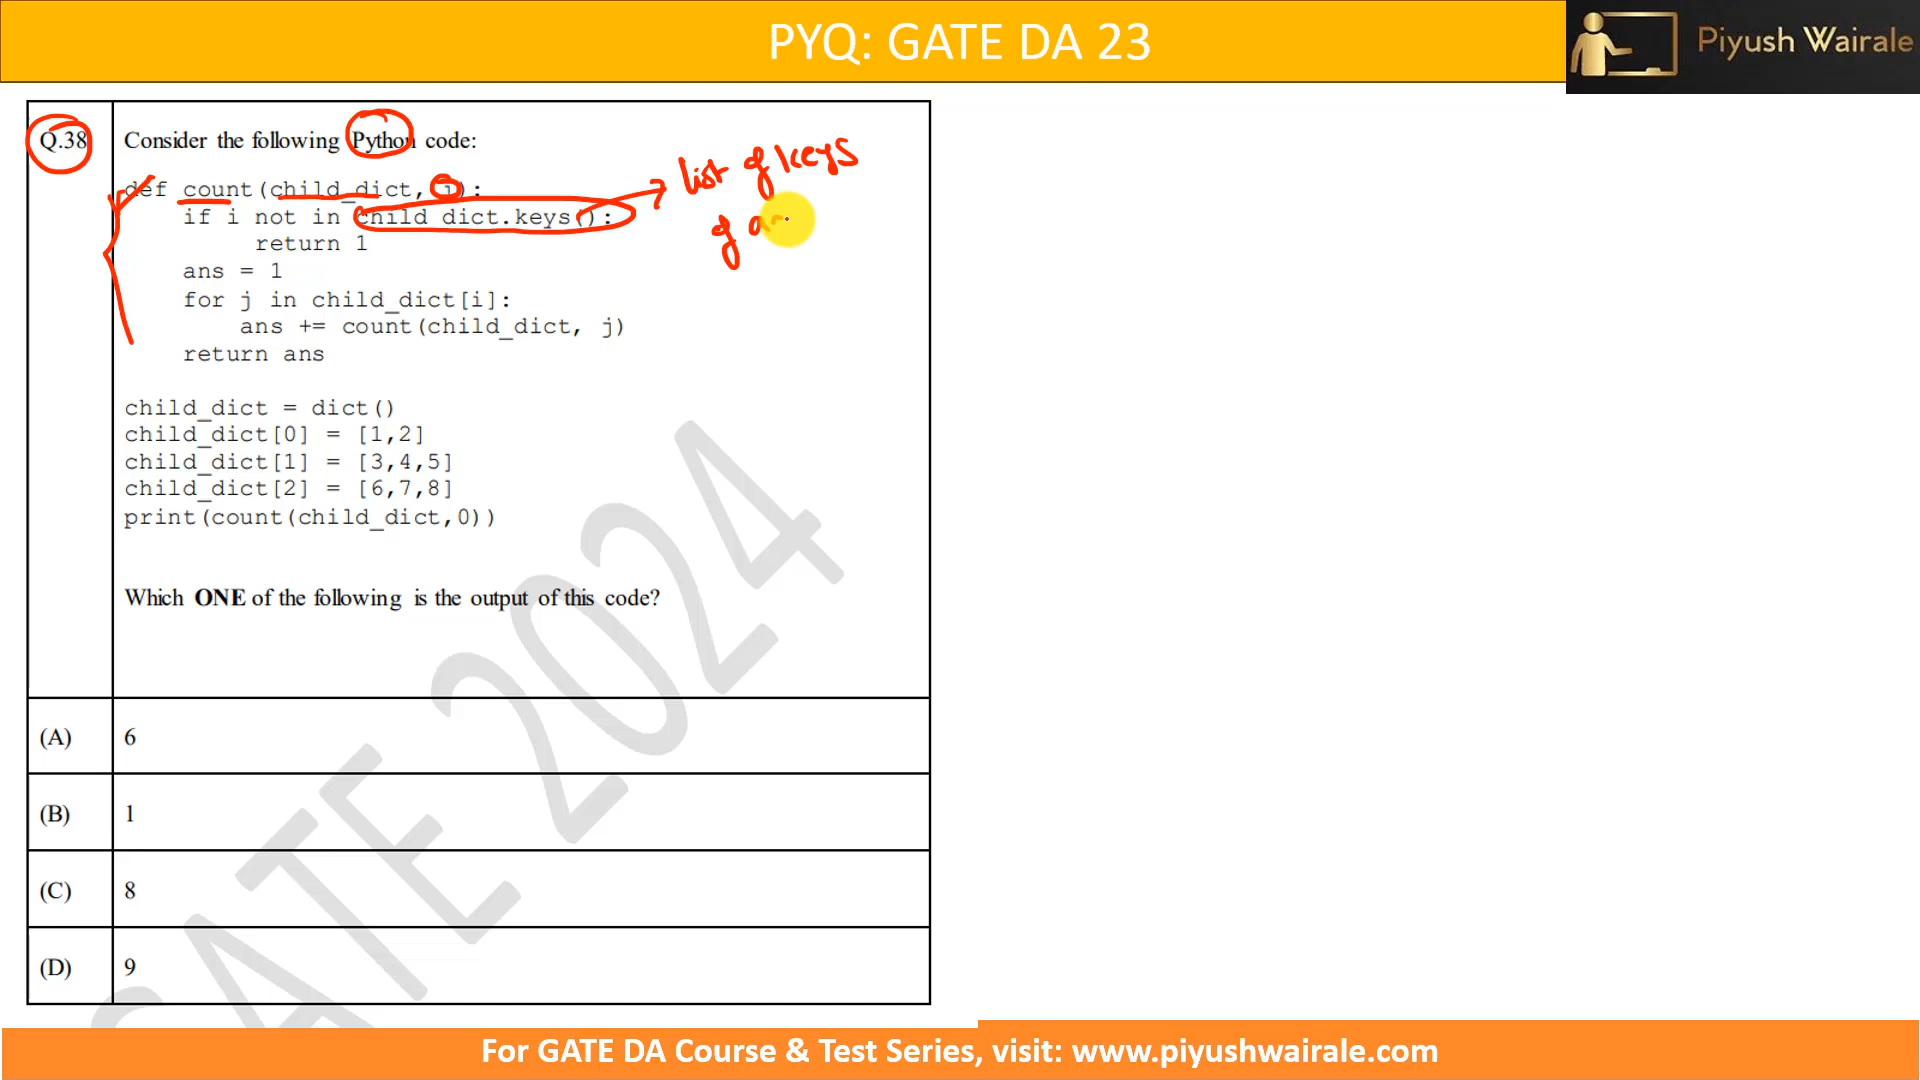 PYQ: GATE DA 23
Piyush Wairale
Q.38
Consider the following Python code:
def count(child_dict, i):
if i not in child_dict.keys():
return 1
ans = 1
for j in child_dict[i]:
ans += count(child_dict, j)
return ans
list of keys
of a
child_dict = dict()
child_dict[0] = [1,2]
child_dict[1] = [3,4,5]
child_dict[2] = [6,7,8]
print(count(child_dict,0))
Which ONE of the following is the output of this code?
(A) 6
(B) 1
(C) 8
(D) 9
GATE 2024
For GATE DA Course & Test Series, visit: www.piyushwairale.com